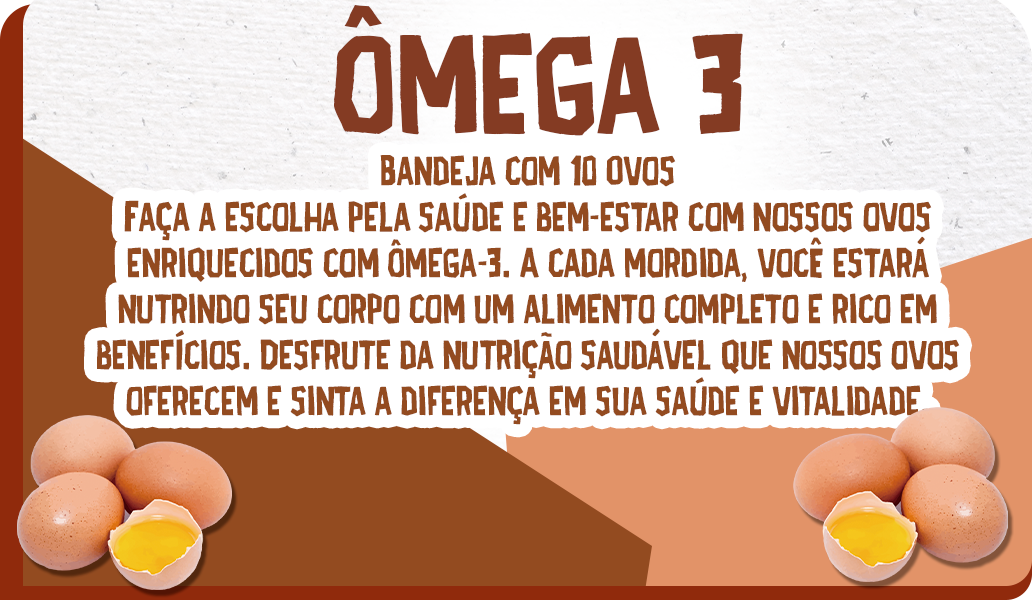 ÔMEGA 3
BANDEJA COM 10 OVOS
FAÇA A ESCOLHA PELA SAÚDE E BEM-ESTAR COM NOSSOS OVOS
ENRIQUECIDOS COM ÔMEGA-3. A CADA MORDIDA, VOCÊ ESTARÁ
NUTRINDO SEU CORPO COM UM ALIMENTO COMPLETO E RICO EM
BENEFÍCIOS. DESFRUTE DA NUTRIÇÃO SAUDÁVEL QUE NOSSOS OVOS
OFERECEM E SINTA A DIFERENÇA EM SUA SAÚDE E VITALIDADE